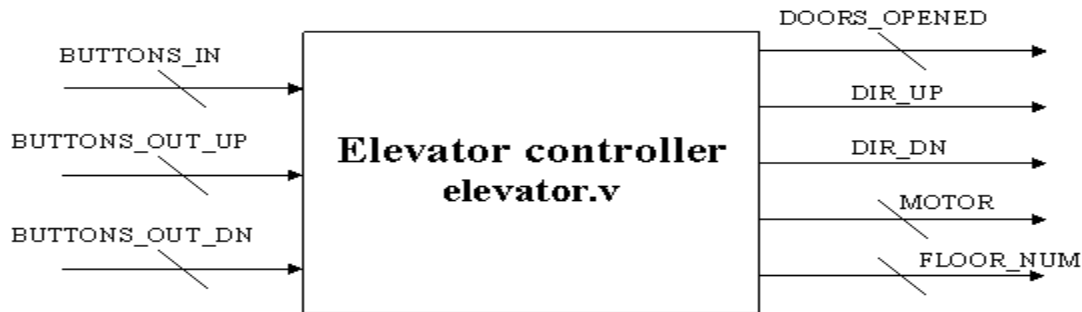 BUTTONS_IN
BUTTONS_OUT_UP
BUTTONS_OUT_DN
Elevator controller
elevator.v
DOORS_OPENED
DIR_UP
DIR_DN
MOTOR
FLOOR_NUM